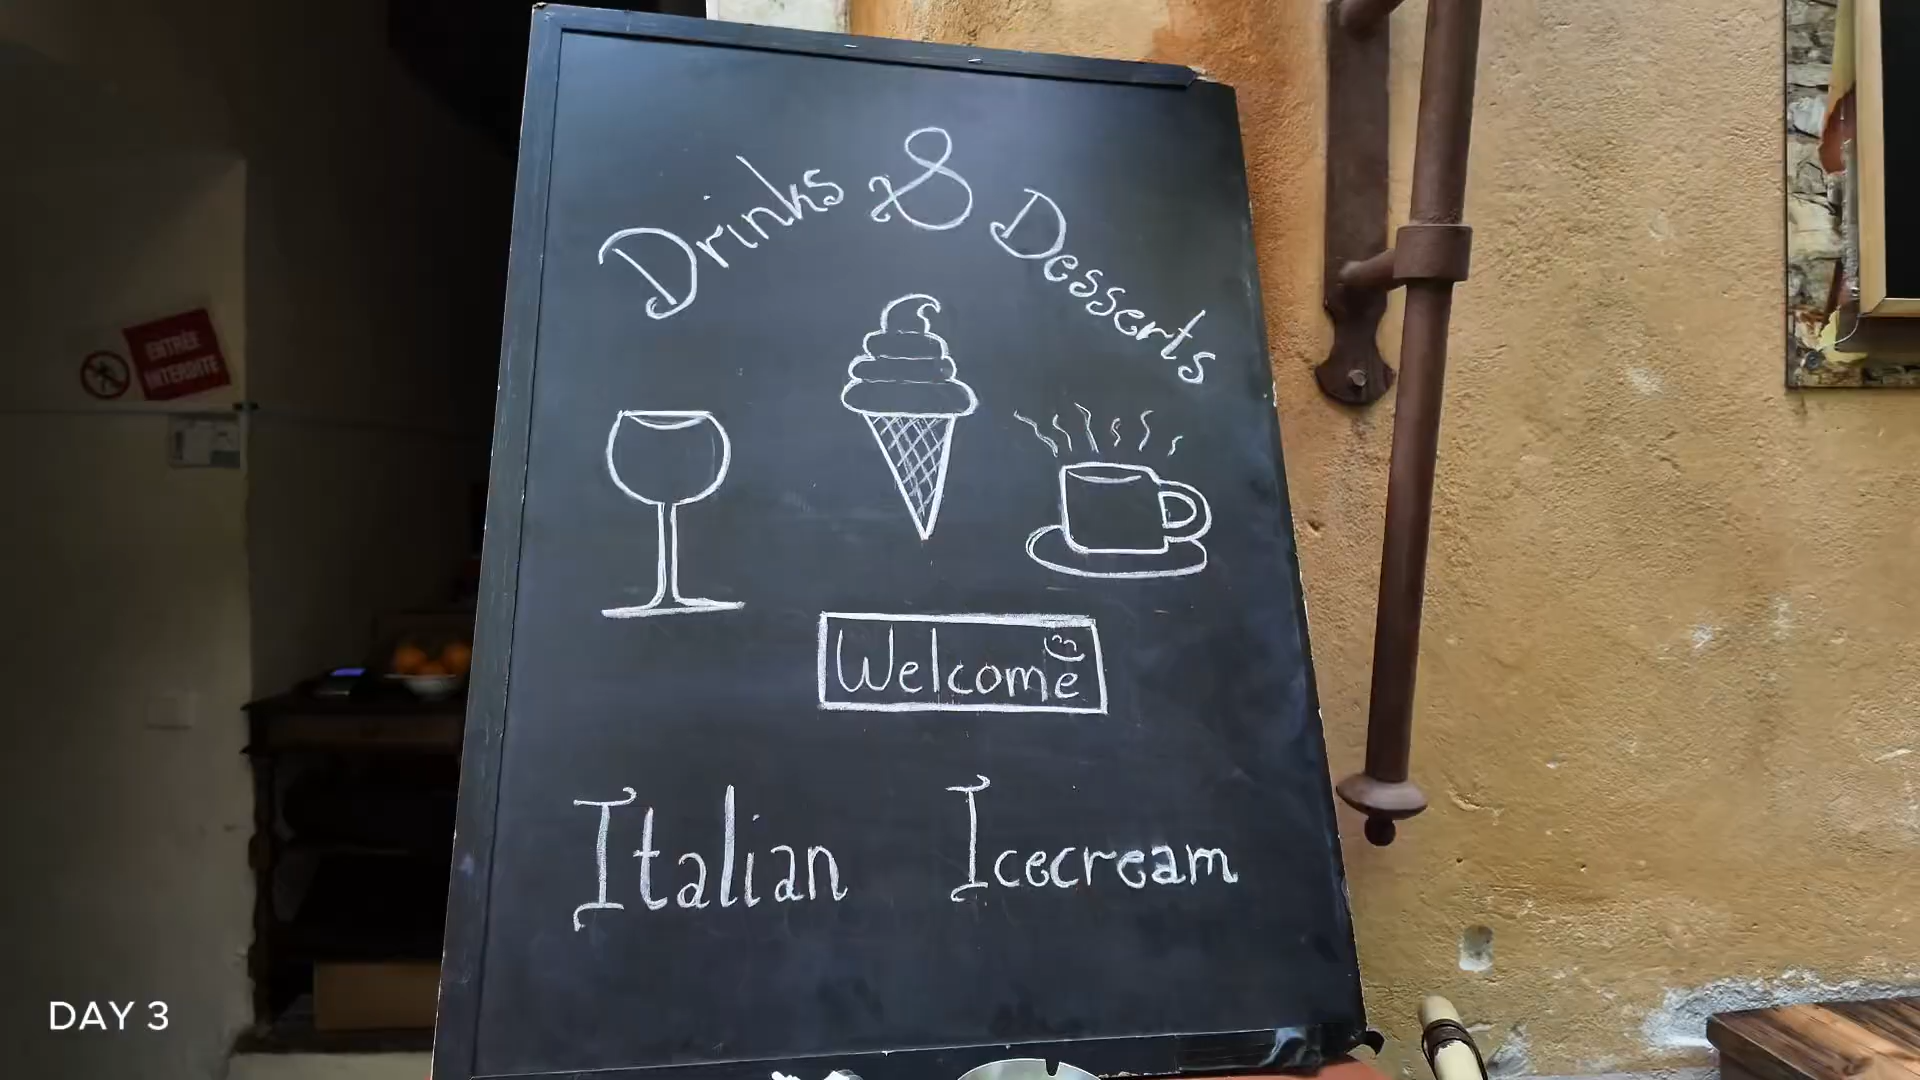 Drinks & Desserts
ENTRÉE
INTERDITE
Welcome
Italian Icecream
DAY 3